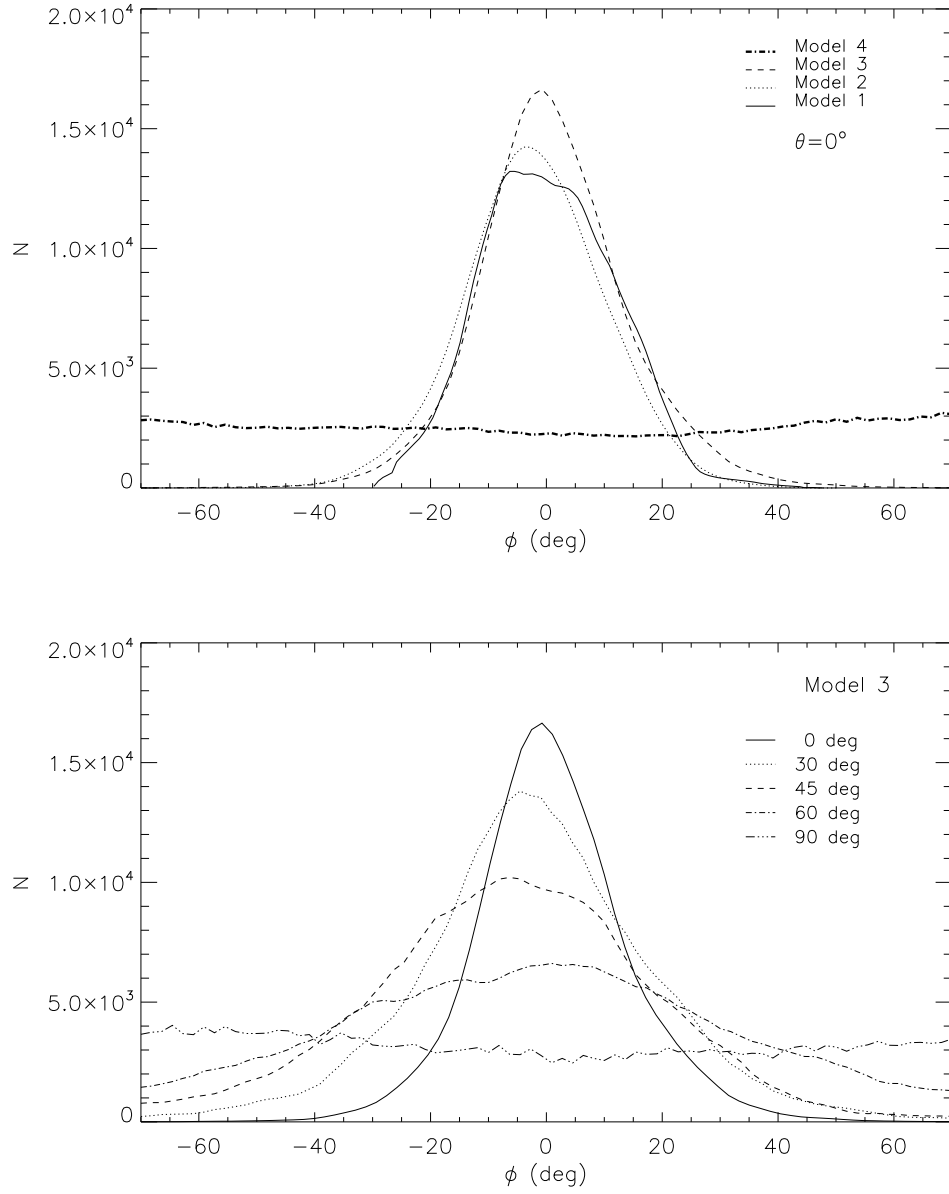 2.0×10⁴
1.5×10⁴
1.0×10⁴
5.0×10³
0
N
Model 4
Model 3
Model 2
Model 1
θ=0°
−60 −40 −20 0 20 40 60
ϕ (deg)
2.0×10⁴
1.5×10⁴
1.0×10⁴
5.0×10³
0
N
Model 3
0 deg
30 deg
45 deg
60 deg
90 deg
−60 −40 −20 0 20 40 60
ϕ (deg)